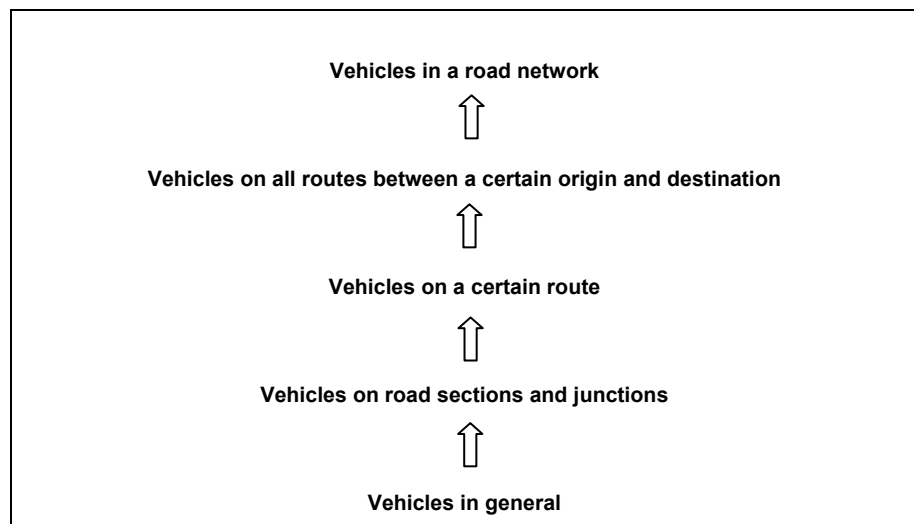 Vehicles in a road network
Vehicles on all routes between a certain origin and destination
Vehicles on a certain route
Vehicles on road sections and junctions
Vehicles in general